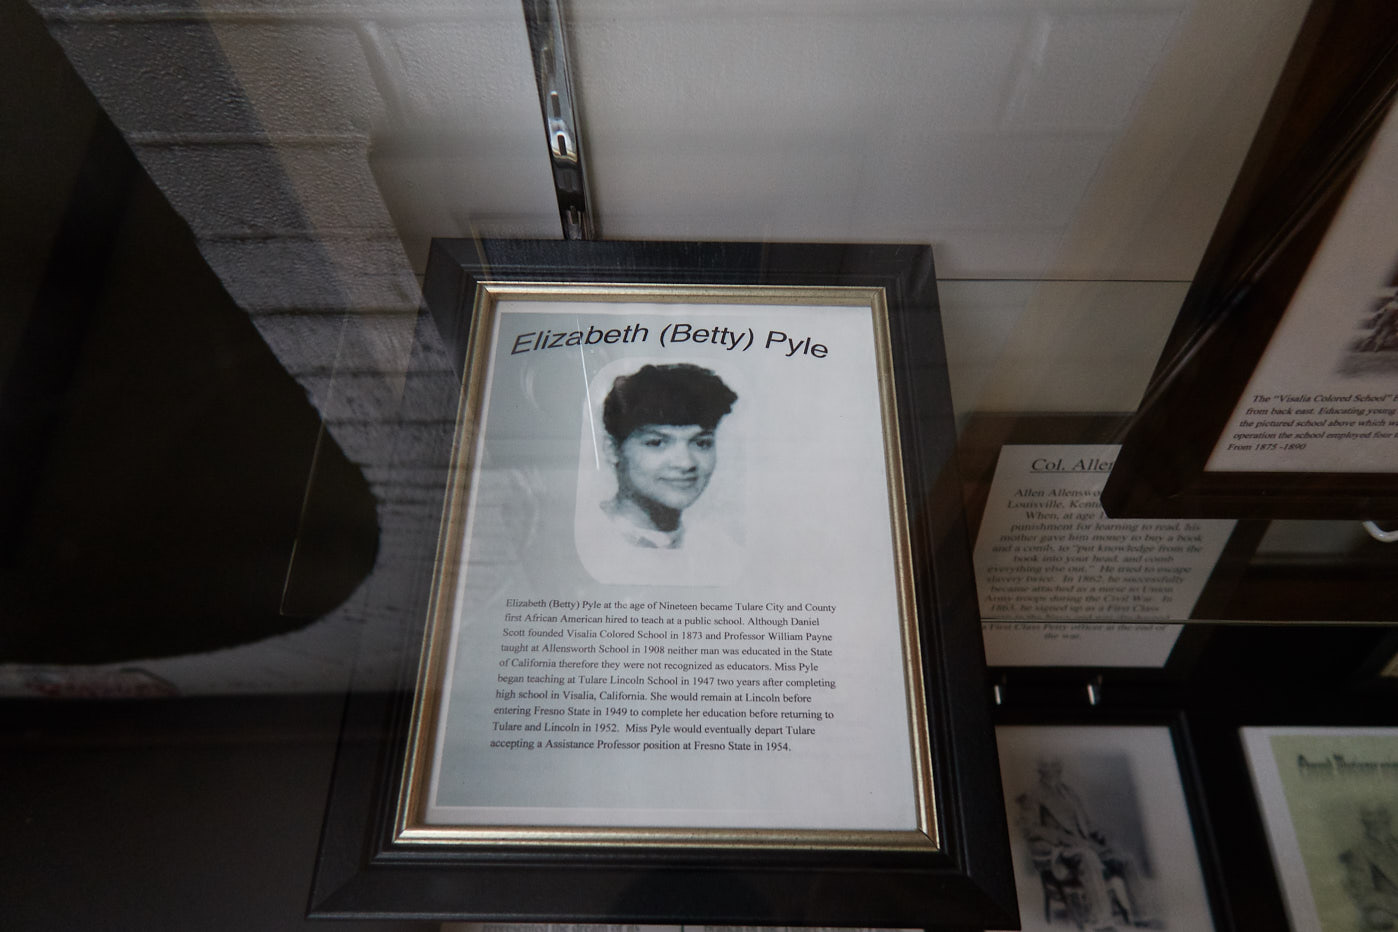 Elizabeth (Betty) Pyle
Elizabeth (Betty) Pyle at the age of Nineteen became Tulare City and County
first African American hired to teach at a public school. Although Daniel
Scott founded Visalia Colored School in 1873 and Professor William Payne
taught at Allensworth School in 1908 neither man was educated in the State
of California therefore they were not recognized as educators. Miss Pyle
began teaching at Tulare Lincoln School in 1947 two years after completing
high school in Visalia, California. She would remain at Lincoln before
entering Fresno State in 1949 to complete her education before returning to
Tulare and Lincoln in 1952. Miss Pyle would eventually depart Tulare
accepting a Assistance Professor position at Fresno State in 1954.
The "Visalia Colored School"
from back east. Educating young
the pictured school above which
operation the school employed four
From 1875 -1890
Col. Allen
Allen
Louisville,
When, at age
punishment for learning to read, his
mother gave him money to buy a book
and a comb, to "put knowledge from the
book into your head, and comb
everything else out." He tried to escape
slavery twice. In 1862, he successfully
became attached as a nurse to Union
Army troops during the Civil War. In
1863, he signed up as a First Class
a First Class Petty officer at the end of
the war.